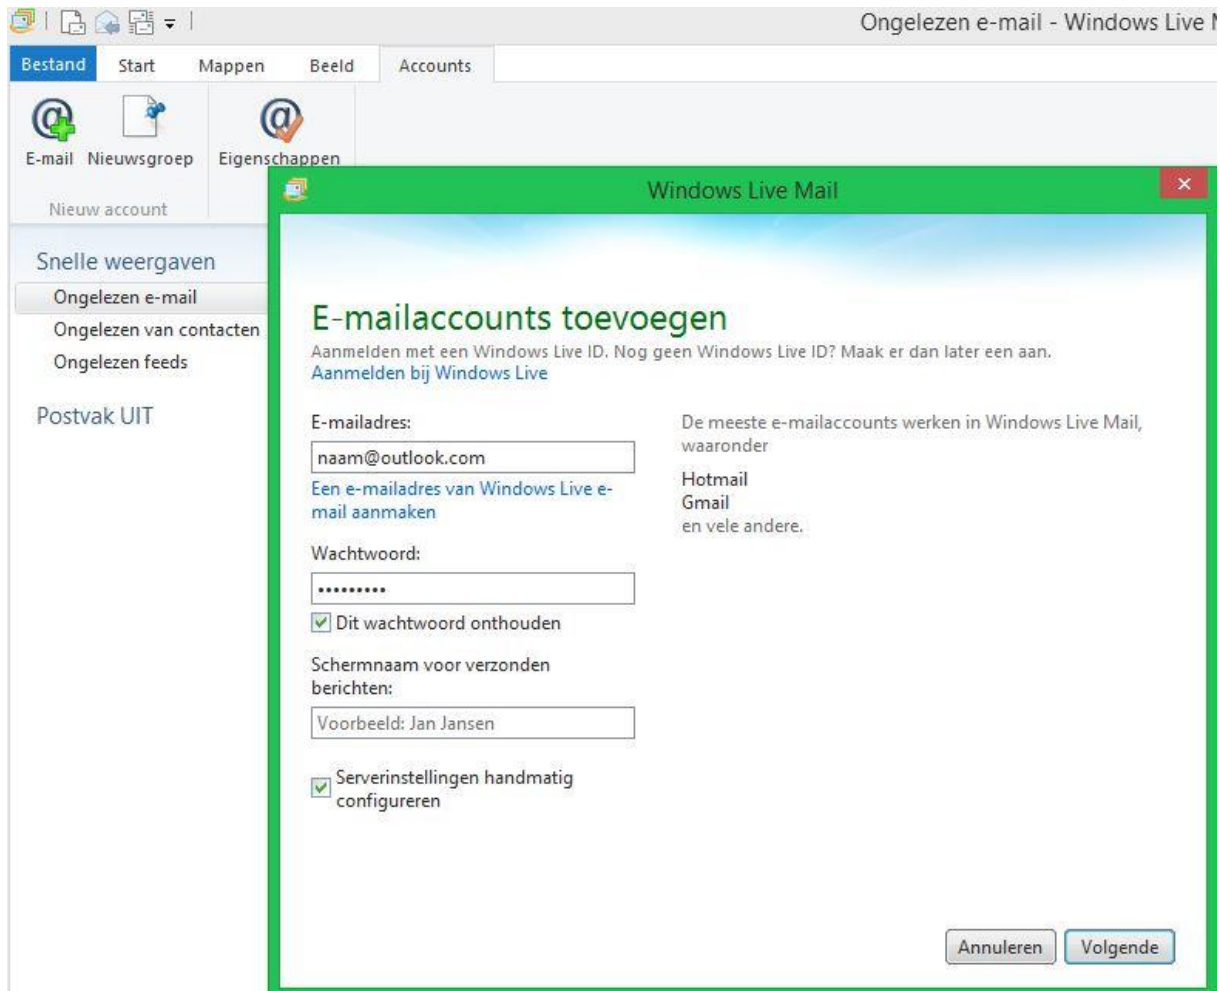 Ongelezen e-mail - Windows Live
Bestand Start Mappen Beeld Accounts
E-mail Nieuwsgroep Eigenschappen
Nieuw account
Windows Live Mail
Snelle weergaven
Ongelezen e-mail
Ongelezen van contacten
Ongelezen feeds
Postvak UIT
E-mailaccounts toevoegen
Aanmelden met een Windows Live ID. Nog geen Windows Live ID? Maak er dan later een aan.
Aanmelden bij Windows Live
E-mailadres:
naam@outlook.com
Een e-mailadres van Windows Live e-
mail aanmaken
Wachtwoord:
•••••••••
Dit wachtwoord onthouden
Schermnaam voor verzonden
berichten:
Voorbeeld: Jan Jansen
Serverinstellingen handmatig
configureren
De meeste e-mailaccounts werken in Windows Live Mail,
waaronder
Hotmail
Gmail
en vele andere.
Annuleren Volgende